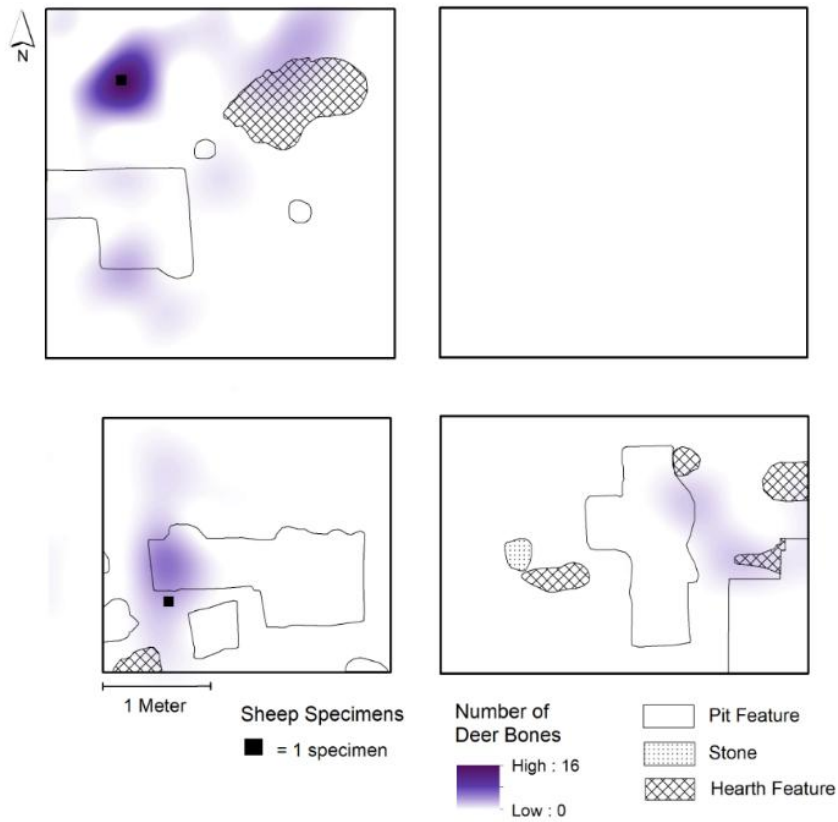 N
1 Meter
Sheep Specimens
= 1 specimen
Number of
Deer Bones
High : 16
Low : 0
Pit Feature
Stone
Hearth Feature